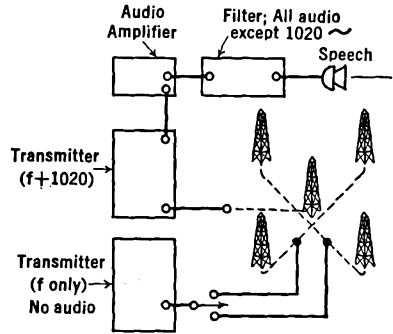 Audio
Amplifier
Filter; All audio
except 1020 ~
Speech
Transmitter
(f+1020)
Transmitter
(f only)
No audio